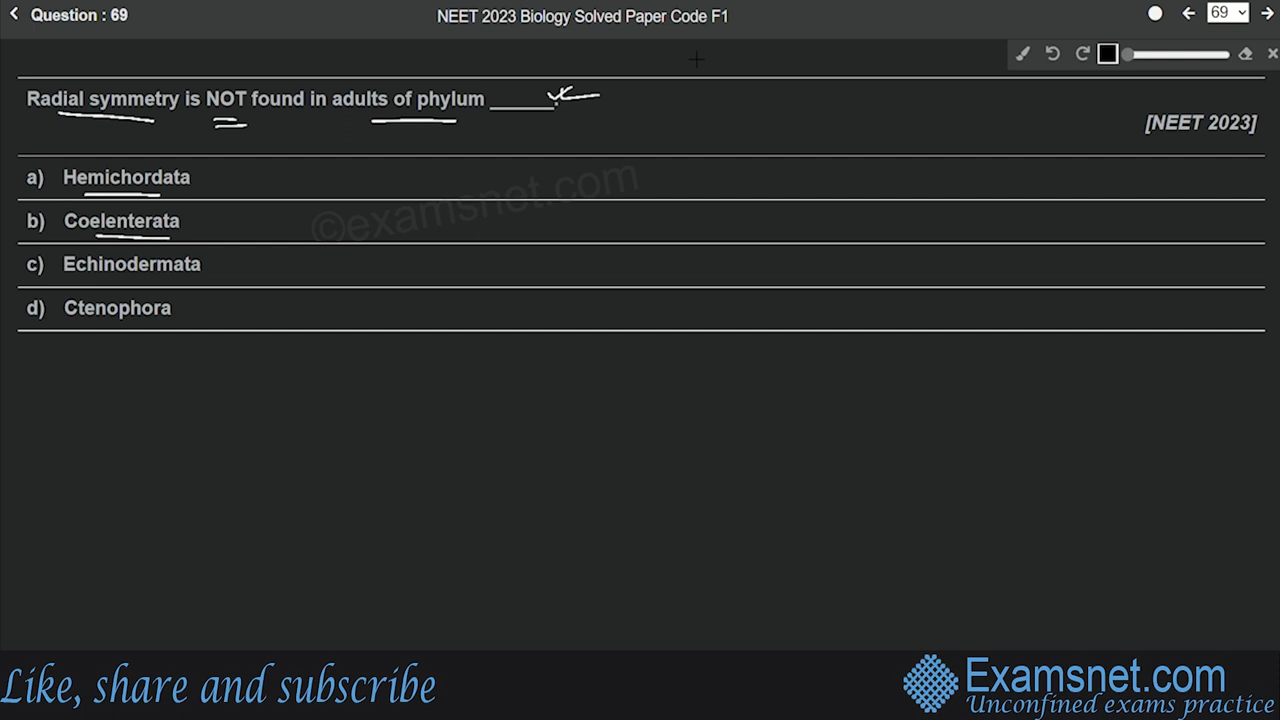 Question : 69
NEET 2023 Biology Solved Paper Code F1
69
Radial symmetry is NOT found in adults of phylum ______.
[NEET 2023]
a) Hemichordata
b) Coelenterata
c) Echinodermata
d) Ctenophora
©examsnet.com
Like, share and subscribe
Examsnet.com
Unconfined exams practice